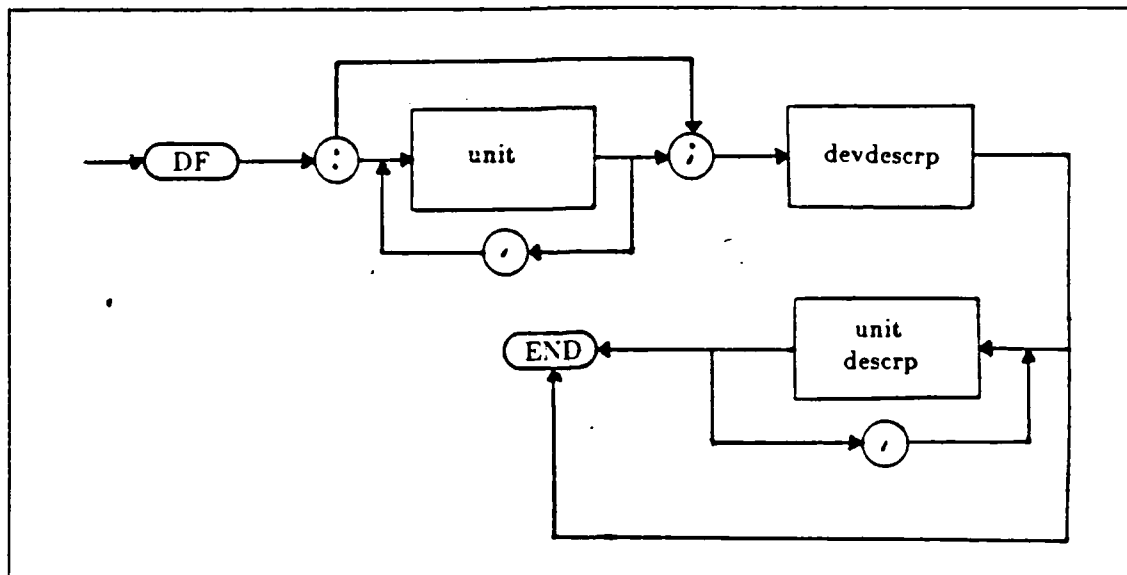 DF
:
unit
;
devdescrp
,
unit
descrp
END
,